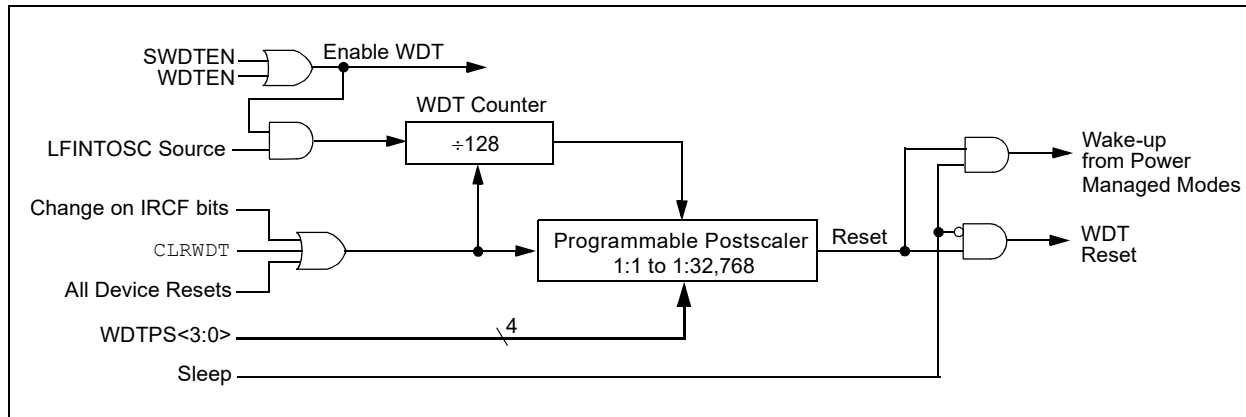 SWDTEN
WDTEN
Enable WDT
WDT Counter
÷128
LFINTOSC Source
Wake-up
from Power
Managed Modes
Change on IRCF bits
CLRWDT
All Device Resets
Programmable Postscaler
1:1 to 1:32,768
Reset
WDT
Reset
WDTPS<3:0>
4
Sleep